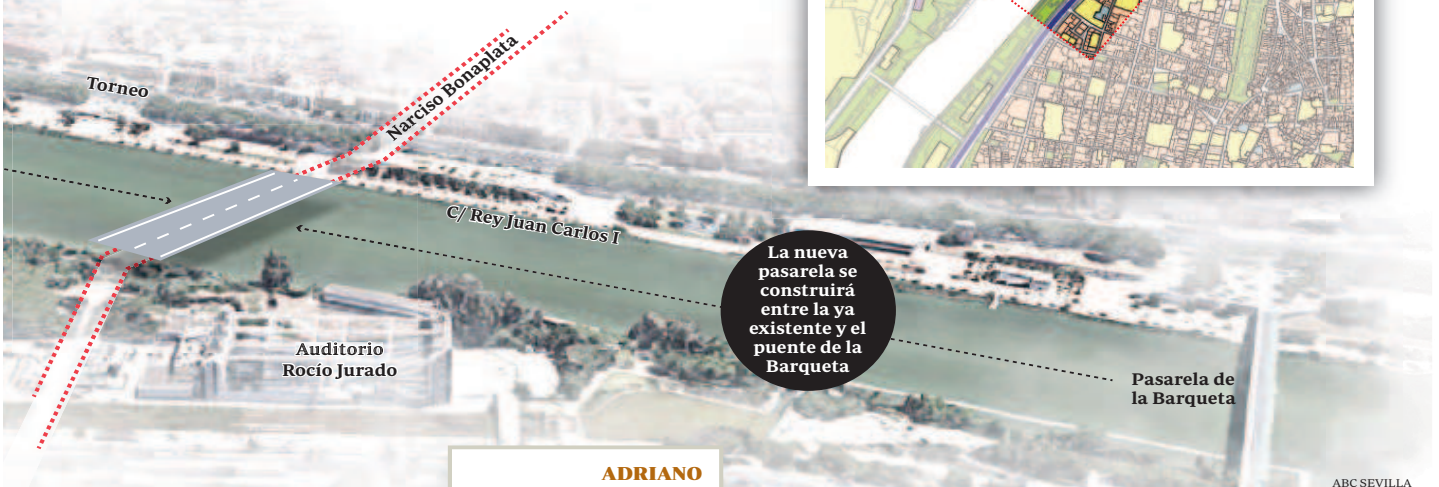 Torneo
Narciso Bonaplata
C/ Rey Juan Carlos I
La nueva
pasarela se
construirá
entre la ya
existente y el
puente de la
Barqueta
Auditorio
Rocío Jurado
Pasarela de
la Barqueta
ADRIANO
ABC SEVILLA